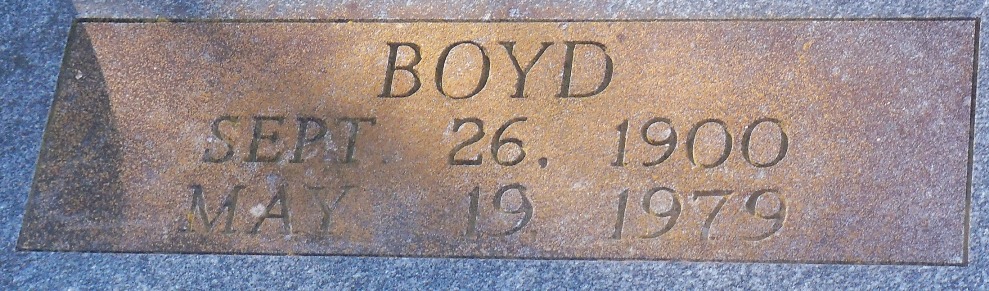 BOYD
SEPT. 26, 1900
MAY 19, 1979